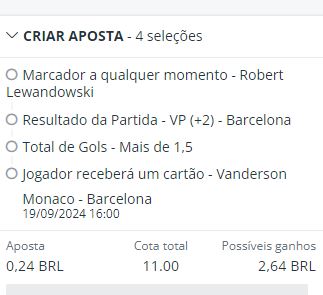 CRIAR APOSTA - 4 seleções
Marcador a qualquer momento - Robert
Lewandowski
Resultado da Partida - VP (+2) - Barcelona
Total de Gols - Mais de 1,5
Jogador receberá um cartão - Vanderson
Monaco - Barcelona
19/09/2024 16:00
Aposta Cota total Possíveis ganhos
0,24 BRL 11.00 2,64 BRL